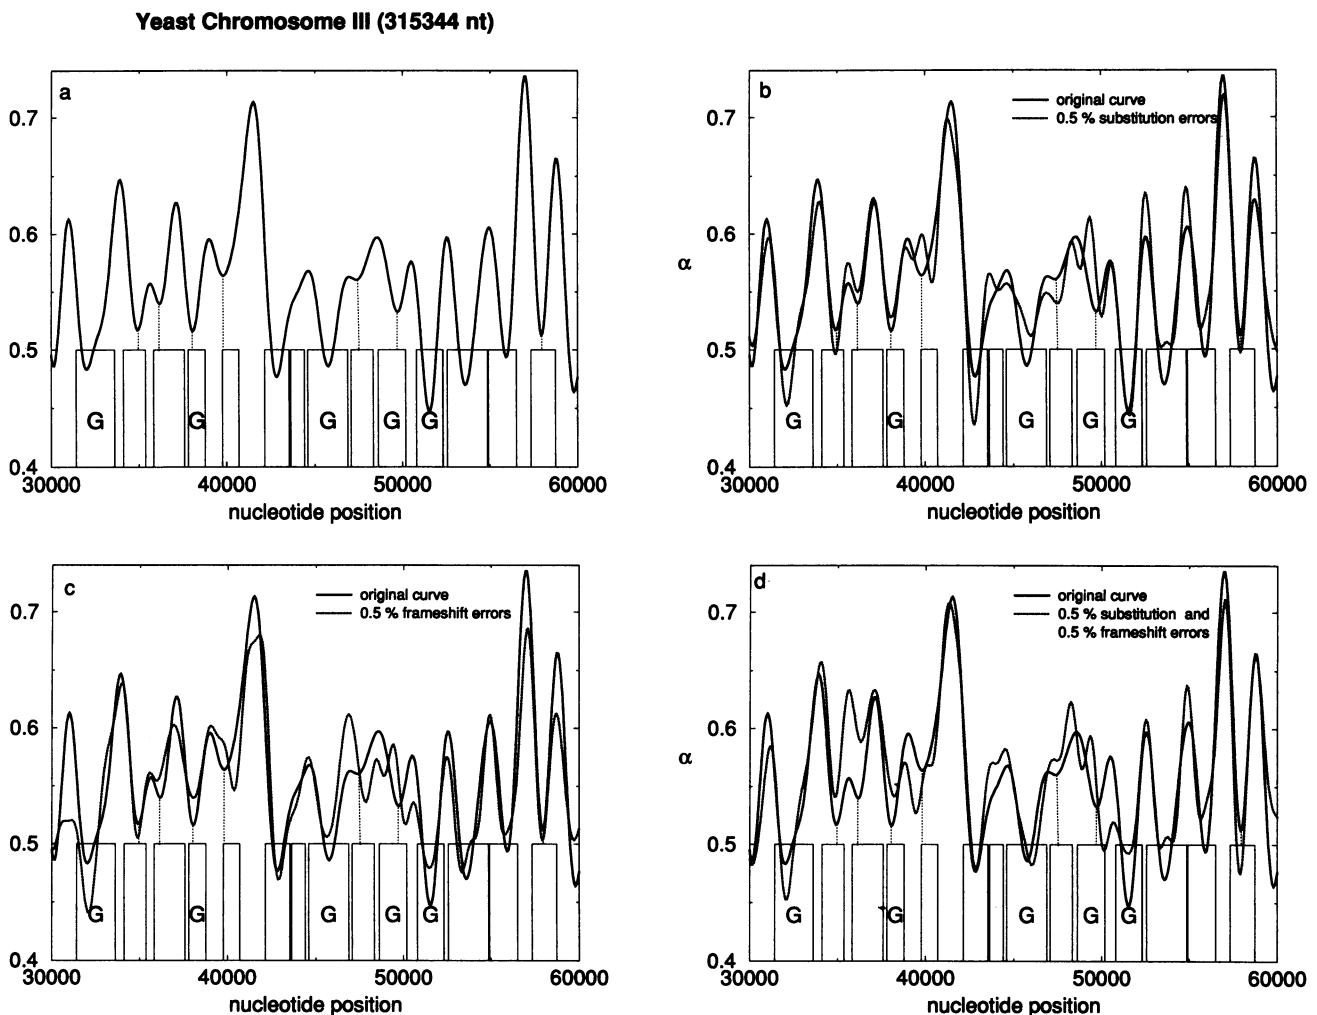 Yeast Chromosome III (315344 nt)
a
0.7
0.6
0.5
0.4
G G G G G
30000 40000 50000 60000
nucleotide position
b
original curve
0.5 % substitution errors
0.7
0.6
α
0.5
0.4
G G G G G
30000 40000 50000 60000
nucleotide position
c
original curve
0.5 % frameshift errors
0.7
0.6
0.5
0.4
G G G G G
30000 40000 50000 60000
nucleotide position
d
original curve
0.5 % substitution and
0.5 % frameshift errors
0.7
0.6
α
0.5
0.4
G G G G G
30000 40000 50000 60000
nucleotide position